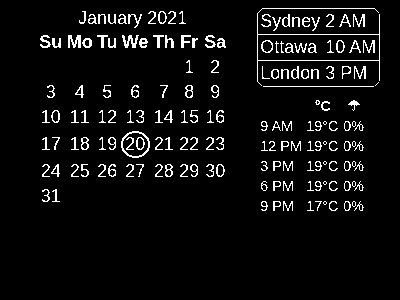 January 2021
Su Mo Tu We Th Fr Sa
1 2
3 4 5 6 7 8 9
10 11 12 13 14 15 16
17 18 19 20 21 22 23
24 25 26 27 28 29 30
31
Sydney 2 AM
Ottawa 10 AM
London 3 PM
°C
9 AM 19°C 0%
12 PM 19°C 0%
3 PM 19°C 0%
6 PM 19°C 0%
9 PM 17°C 0%